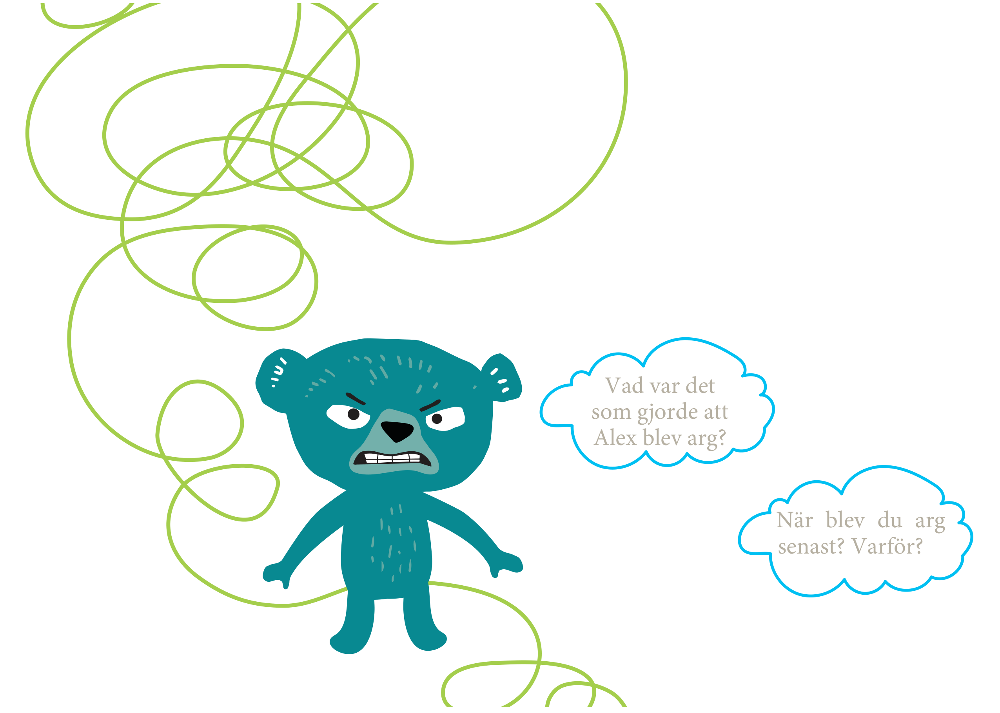 Vad var det
som gjorde att
Alex blev arg?
När blev du arg
senast? Varför?